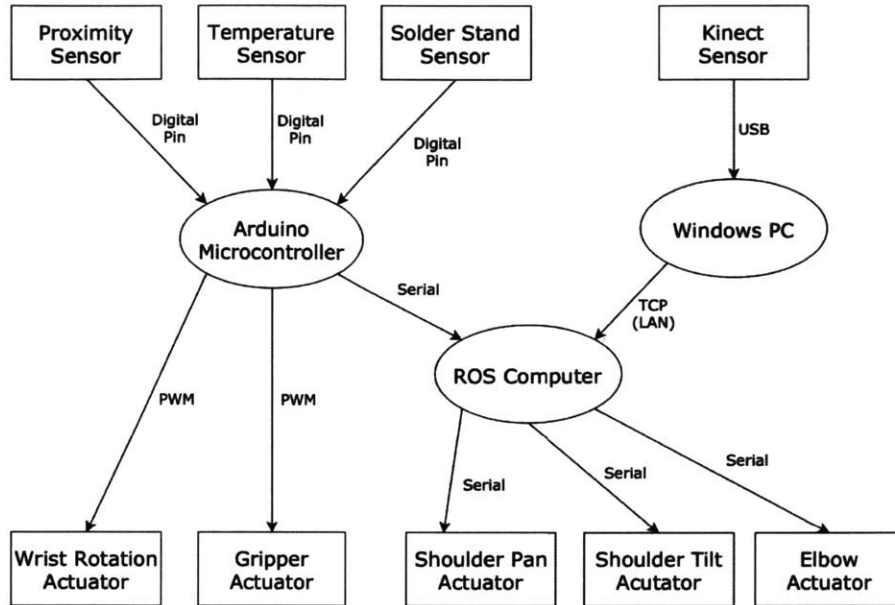 Proximity
Sensor
Temperature
Sensor
Solder Stand
Sensor
Kinect
Sensor
Digital
Pin
Digital
Pin
Digital
Pin
USB
Arduino
Microcontroller
Windows PC
Serial
TCP
(LAN)
ROS Computer
PWM
PWM
Serial
Serial
Serial
Wrist Rotation
Actuator
Gripper
Actuator
Shoulder Pan
Actuator
Shoulder Tilt
Acutator
Elbow
Actuator